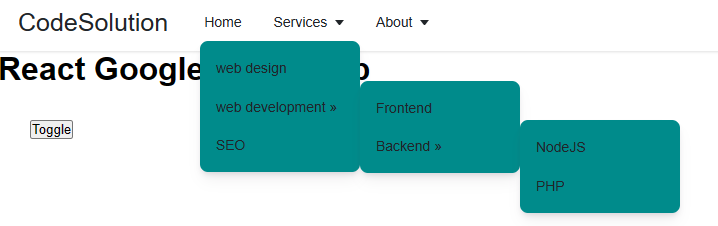 CodeSolution Home Services About
React Google
web design
web development »
Frontend
Toggle
SEO
Backend »
NodeJS
PHP